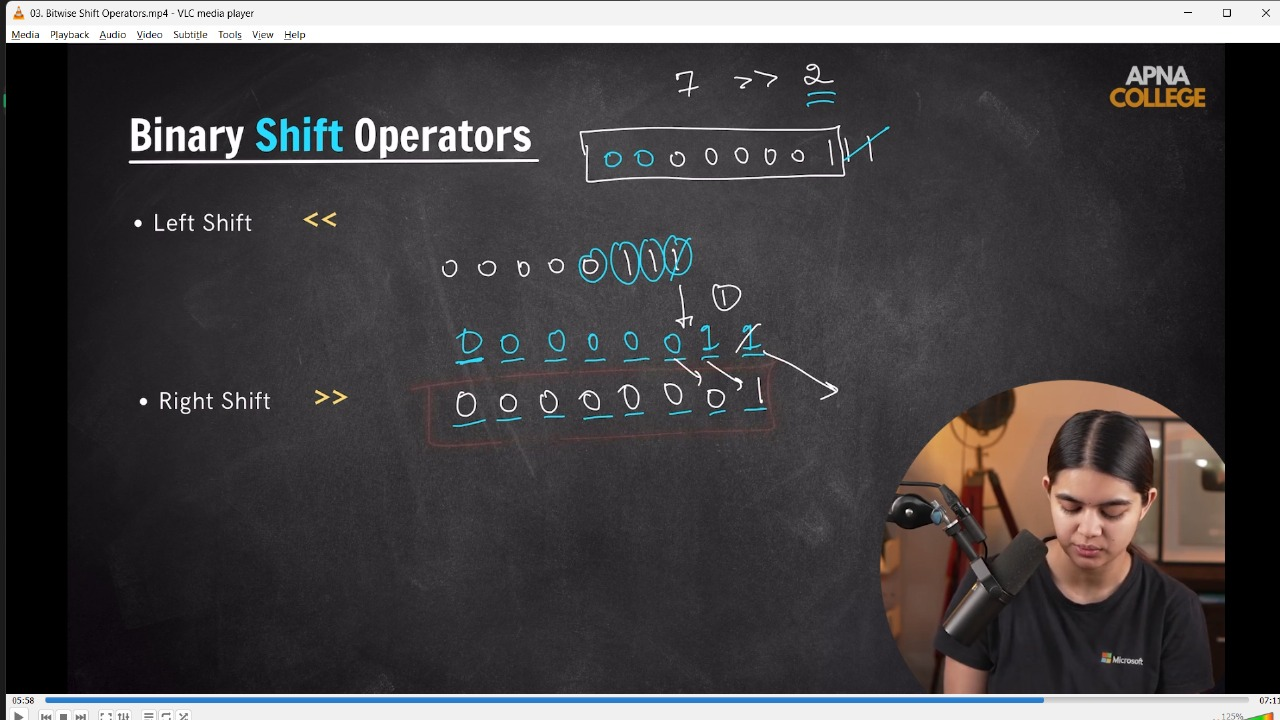 03. Bitwise Shift Operators.mp4 - VLC media player
Media Playback Audio Video Subtitle Tools View Help
7 >> 2
APNA
COLLEGE
Binary Shift Operators
0 0 0 0 0 0 0 1 1 1
• Left Shift <<
0 0 0 0 0 1 1 1
1
0 0 0 0 0 0 1 1
• Right Shift >>
0 0 0 0 0 0 0 1
Microsoft
05:58
07:11
125%